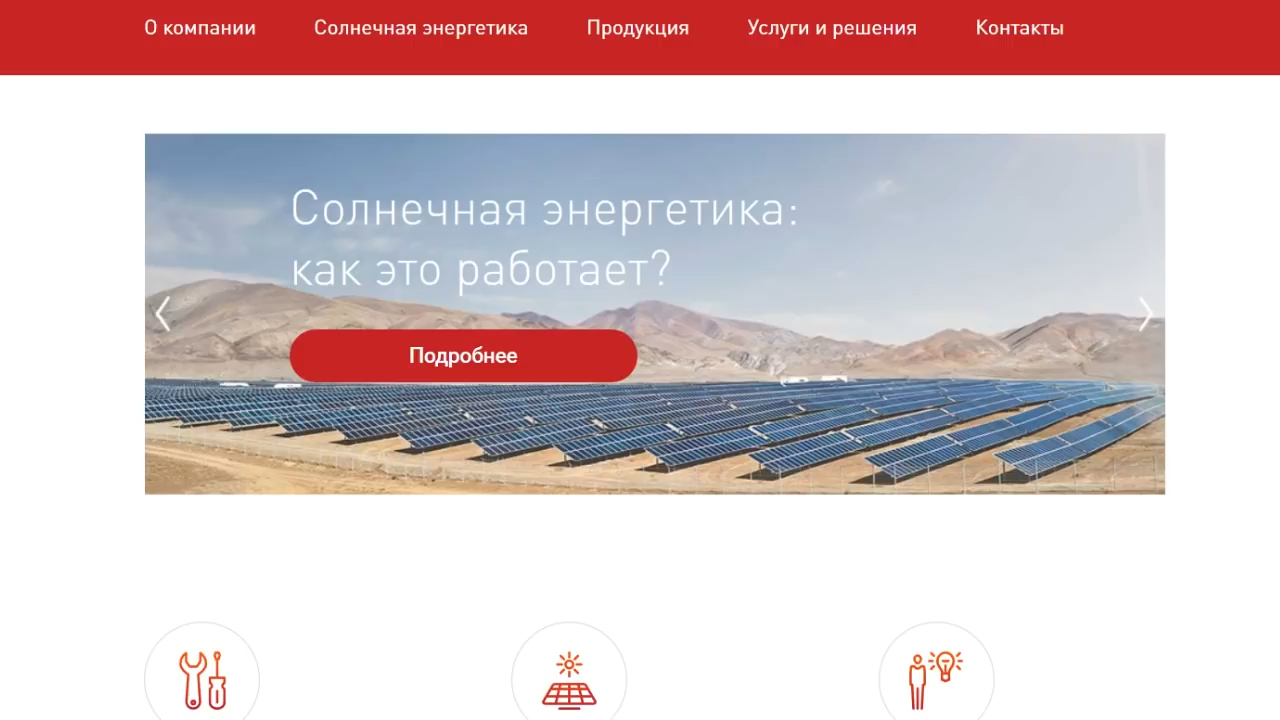 О компании
Солнечная энергетика
Продукция
Услуги и решения
Контакты
Солнечная энергетика:
как это работает?
Подробнее